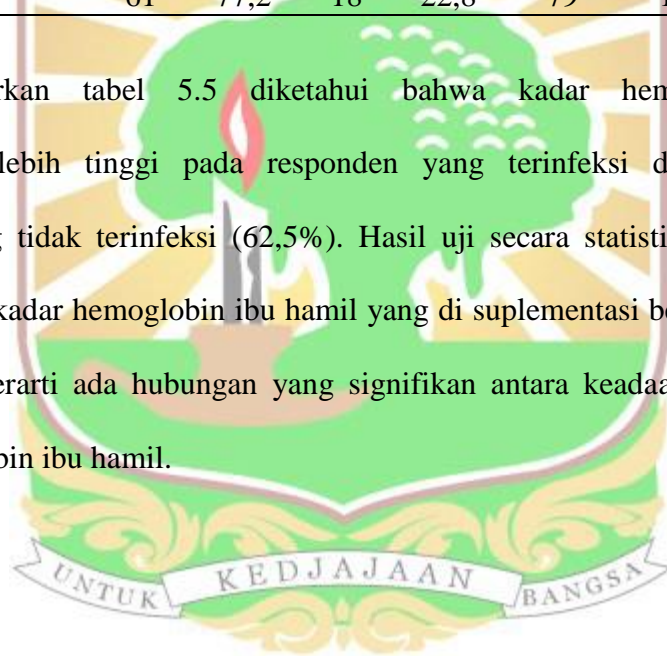 61 77,2 18 22,8 79
rkan tabel 5.5 diketahui bahwa kadar hem
lebih tinggi pada responden yang terinfeksi d
tidak terinfeksi (62,5%). Hasil uji secara statisti
kadar hemoglobin ibu hamil yang di suplementasi b
erarti ada hubungan yang signifikan antara keadaa
bin ibu hamil.
UNTUK KEDJAJAAN BANGSA